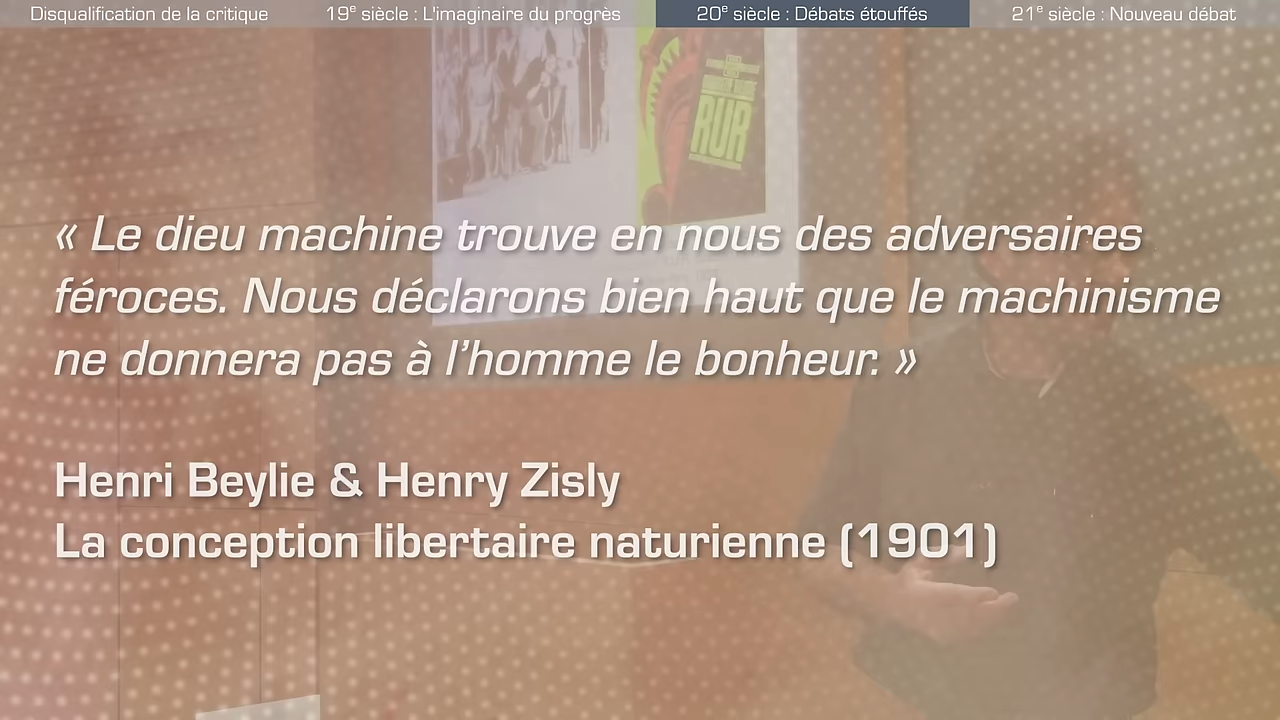 Disqualification de la critique
19e siècle : L'imaginaire du progrès
20e siècle : Débats étouffés
21e siècle : Nouveau débat
RUR
« Le dieu machine trouve en nous des adversaires
féroces. Nous déclarons bien haut que le machinisme
ne donnera pas à l’homme le bonheur. »
Henri Beylie & Henry Zisly
La conception libertaire naturienne (1901)